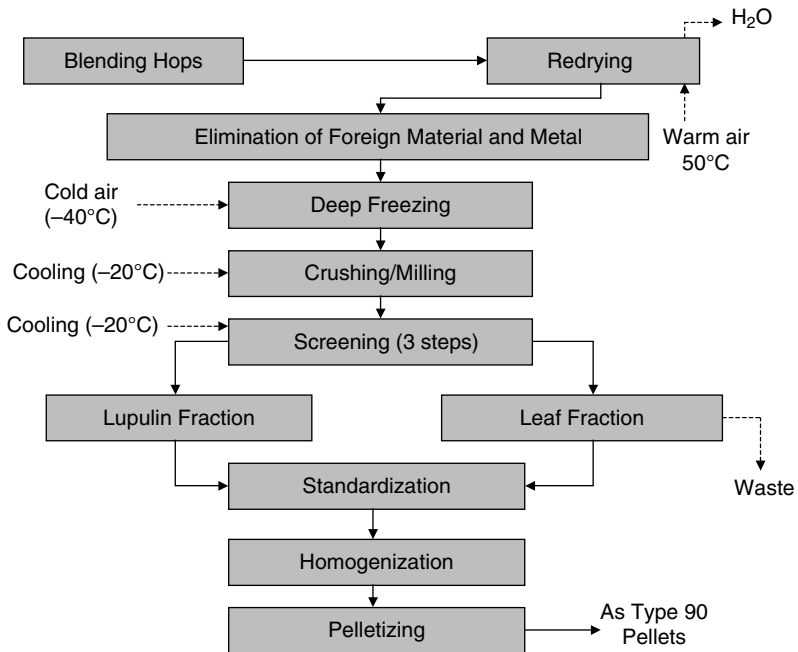 H₂O
Blending Hops
Redrying
Elimination of Foreign Material and Metal
Warm air
50°C
Cold air
(–40°C)
Deep Freezing
Cooling (–20°C)
Crushing/Milling
Cooling (–20°C)
Screening (3 steps)
Lupulin Fraction
Leaf Fraction
Standardization
Waste
Homogenization
Pelletizing
As Type 90
Pellets